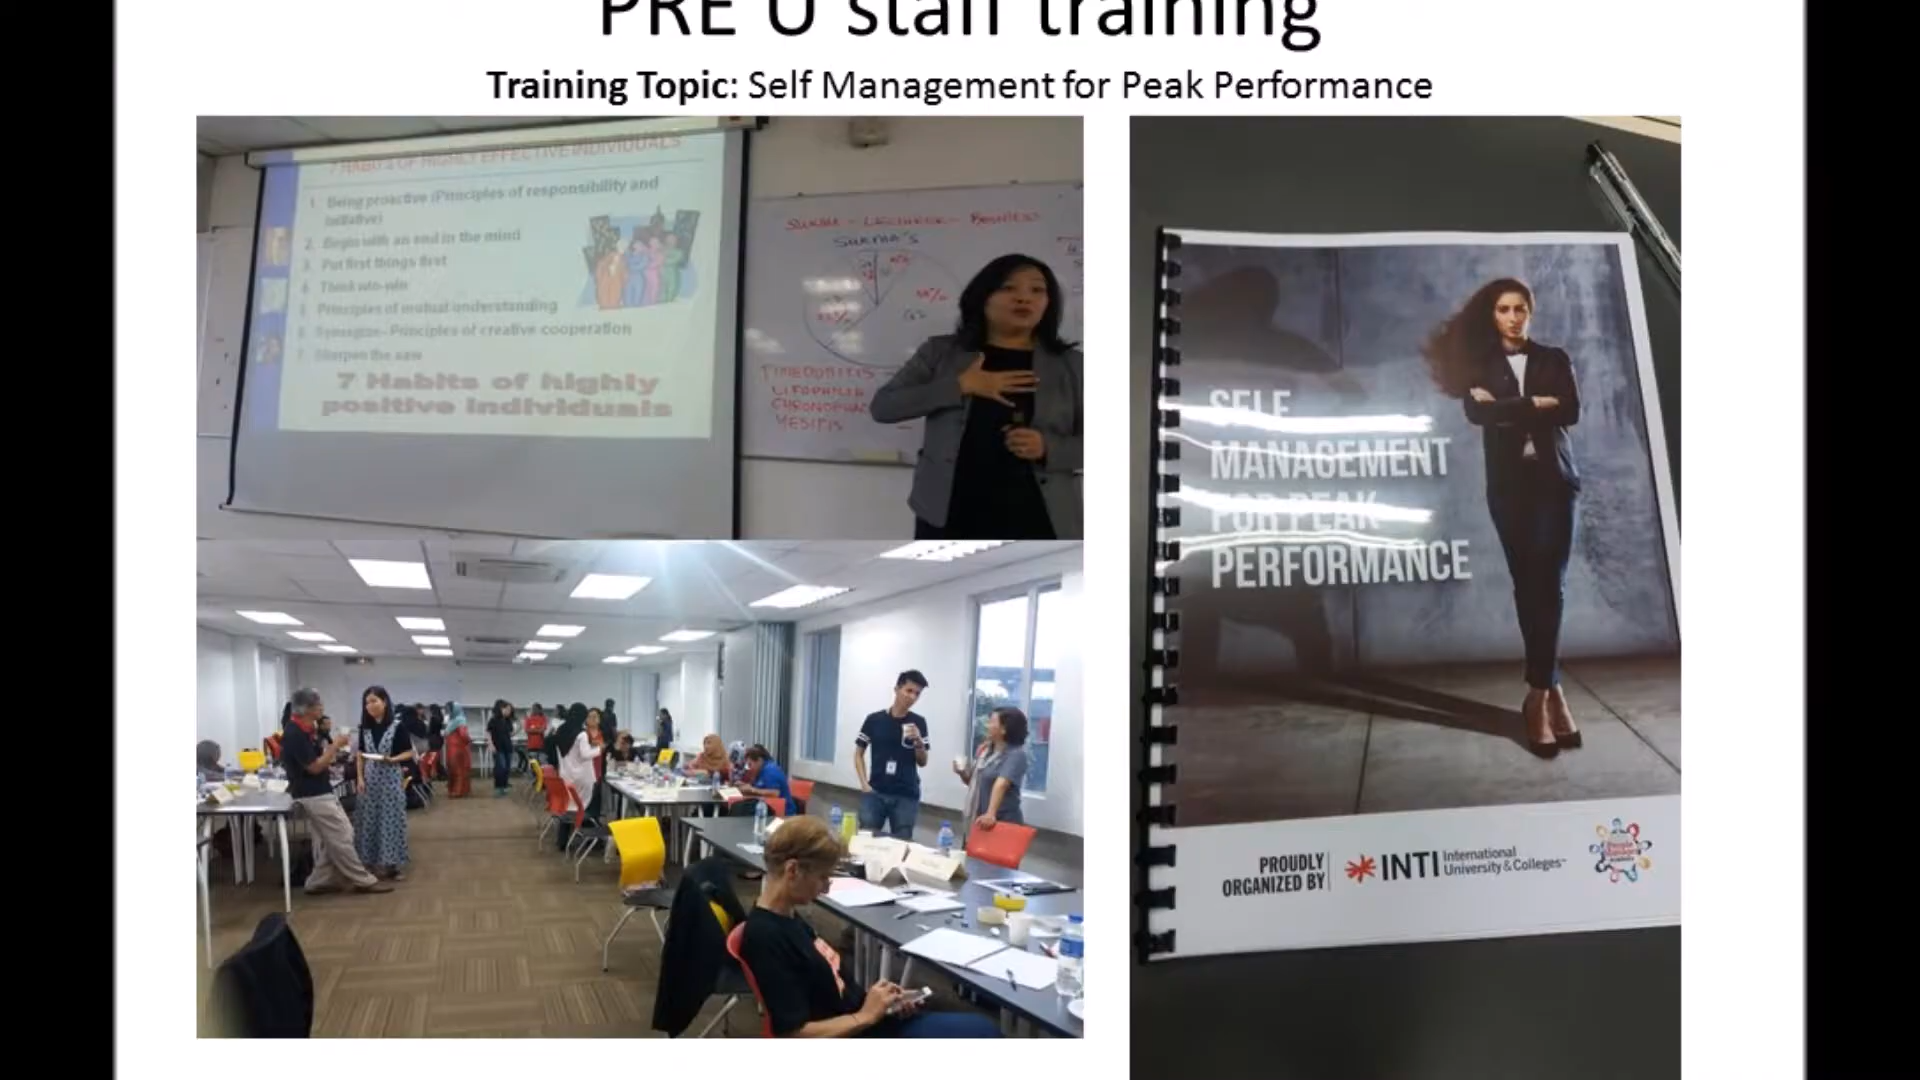 PRE U staff training
Training Topic: Self Management for Peak Performance
7 HABITS OF HIGHLY EFFECTIVE INDIVIDUALS
1. Being proactive (Principles of responsibility and
initiative)
2. Begin with an end in the mind
3. Put first things first
4. Think win-win
5. Principles of mutual understanding
6. Synergize- Principles of creative cooperation
7. Sharpen the saw
7 Habits of highly
positive individuals
BUSINESS
SELF
MANAGEMENT
FOR PEAK
PERFORMANCE
PROUDLY
ORGANIZED BY
INTI International
University & Colleges